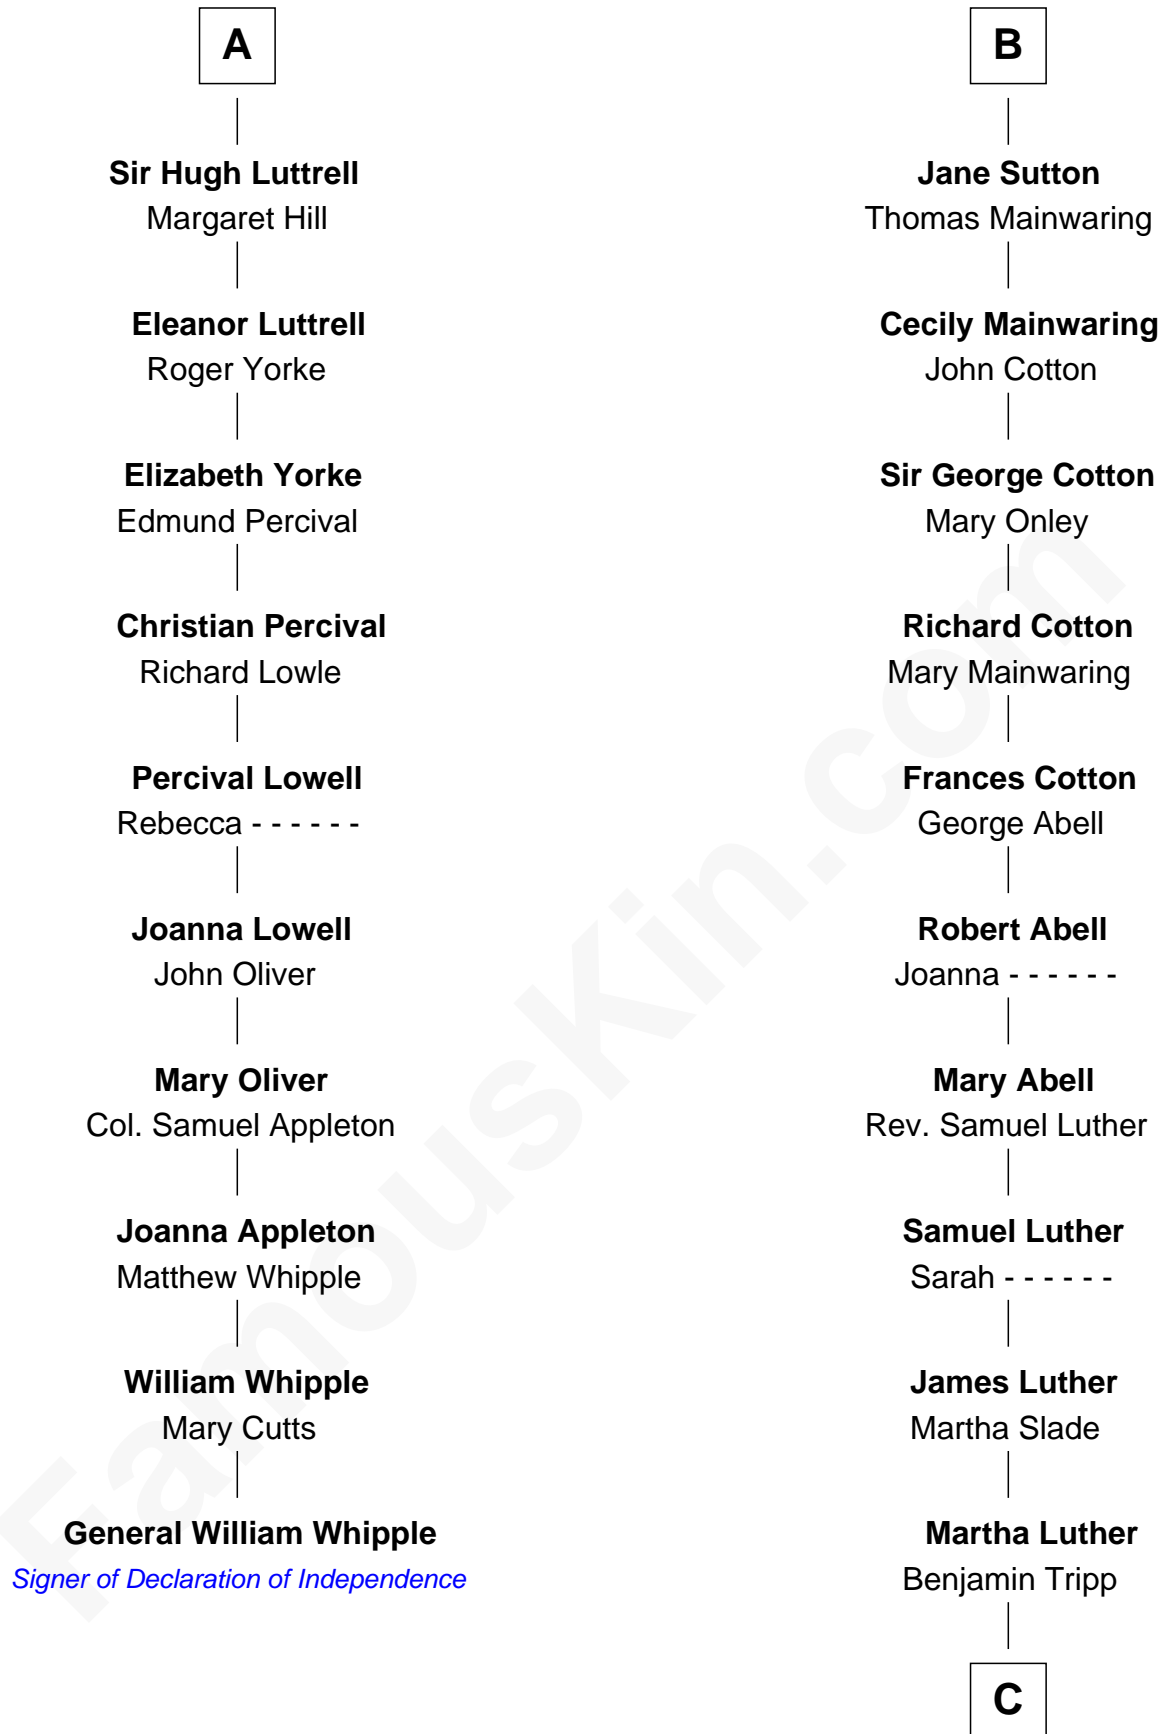 A
Sir Hugh Luttrell
Margaret Hill
Eleanor Luttrell
Roger Yorke
Elizabeth Yorke
Edmund Percival
Christian Percival
Richard Lowle
Percival Lowell
Rebecca - - - - - -
Joanna Lowell
John Oliver
Mary Oliver
Col. Samuel Appleton
Joanna Appleton
Matthew Whipple
William Whipple
Mary Cutts
General William Whipple
Signer of Declaration of Independence
B
Jane Sutton
Thomas Mainwaring
Cecily Mainwaring
John Cotton
Sir George Cotton
Mary Onley
Richard Cotton
Mary Mainwaring
Frances Cotton
George Abell
Robert Abell
Joanna - - - - - -
Mary Abell
Rev. Samuel Luther
Samuel Luther
Sarah - - - - - -
James Luther
Martha Slade
Martha Luther
Benjamin Tripp
C
FamousKin.com